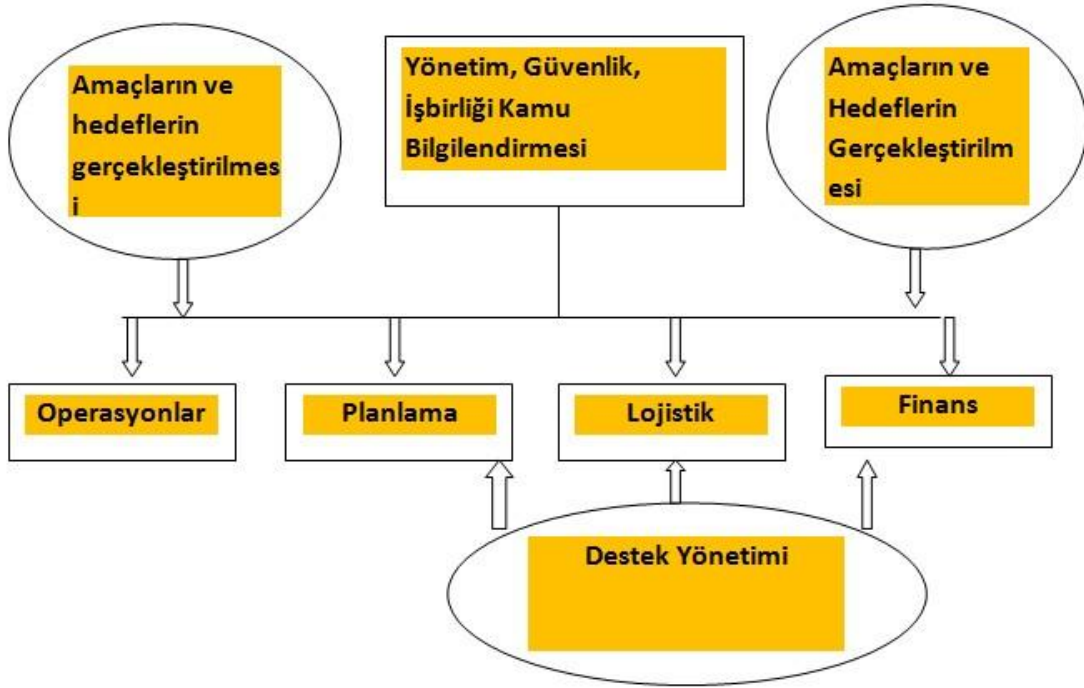 Amaçların ve
hedeflerin
gerçekleştirilmes
i
Yönetim, Güvenlik,
İşbirliği Kamu
Bilgilendirmesi
Amaçların ve
Hedeflerin
Gerçekleştirilm
esi
Operasyonlar
Planlama
Lojistik
Finans
Destek Yönetimi